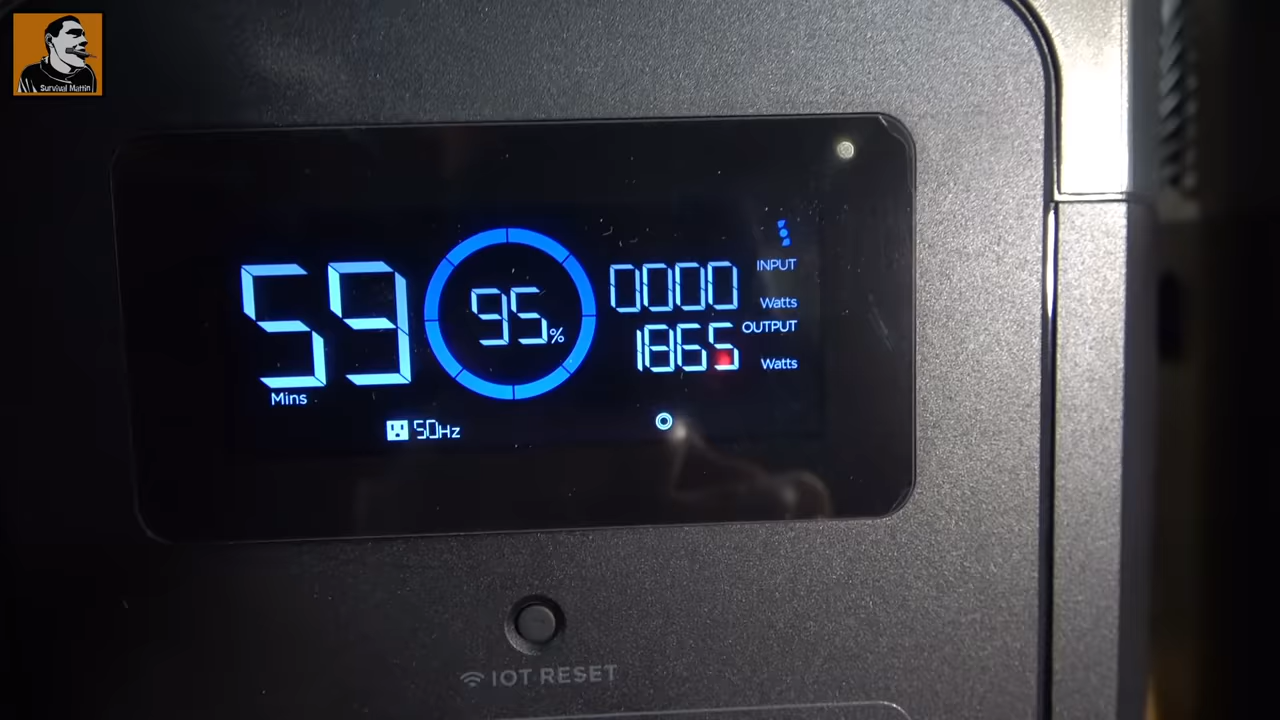 Survival Mattin
59
Mins
95%
0000
INPUT
Watts
1865
OUTPUT
Watts
50Hz
IOT RESET